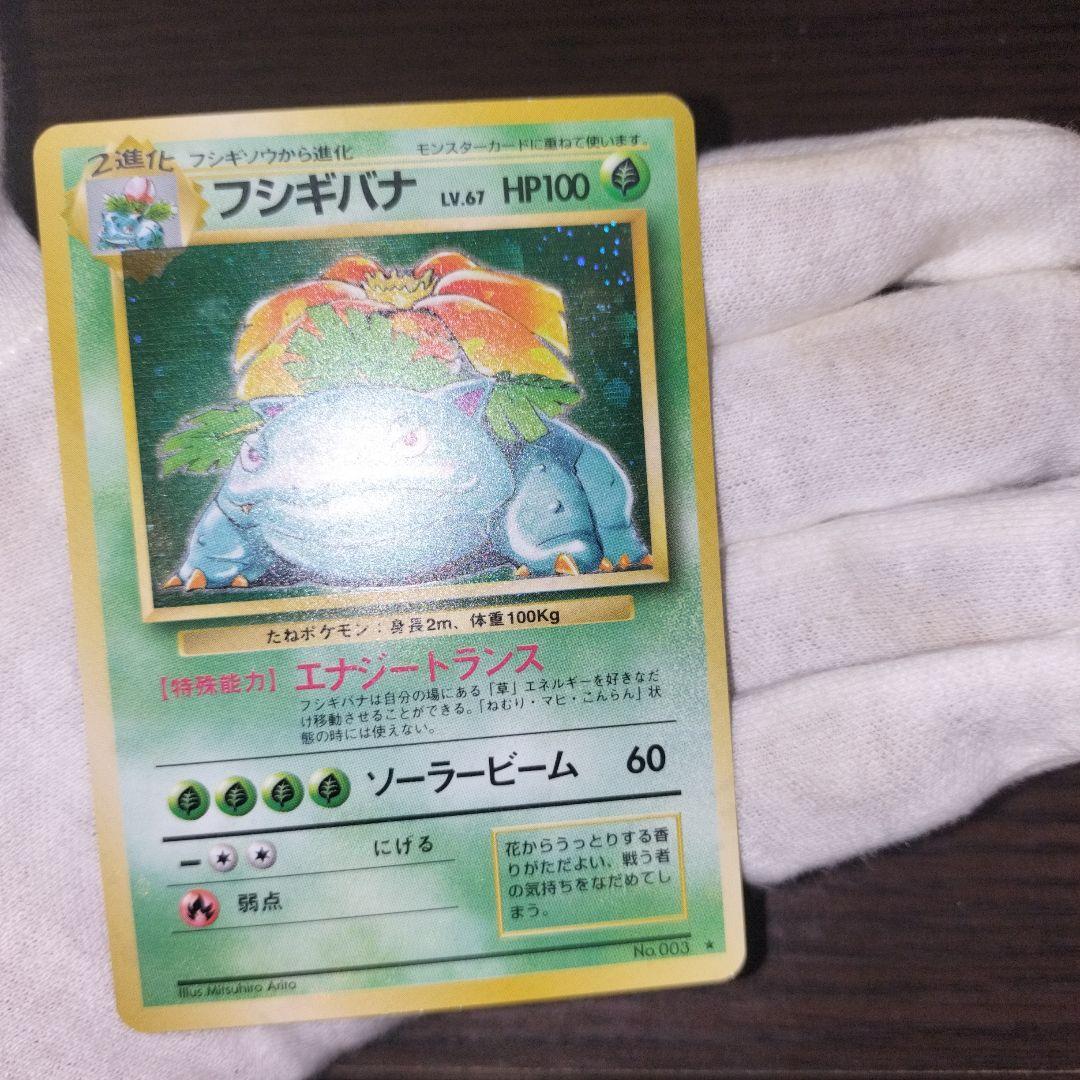 2進化 フシギソウから進化 モンスターカードに重ねて使います。
フシギバナ LV.67 HP100
たねポケモン：身長2m、体重100Kg
【特殊能力】エナジートランス
フシギバナは自分の場にある「草」エネルギーを好きなだ
け移動させることができる。「ねむり・マヒ・こんらん」状
態の時には使えない。
ソーラービーム 60
ー にげる
弱点
花からうっとりする香
りがただよい、戦う者
の気持ちをなだめてし
まう。
No.003 ★
Illus.Mitsuhiro Arita